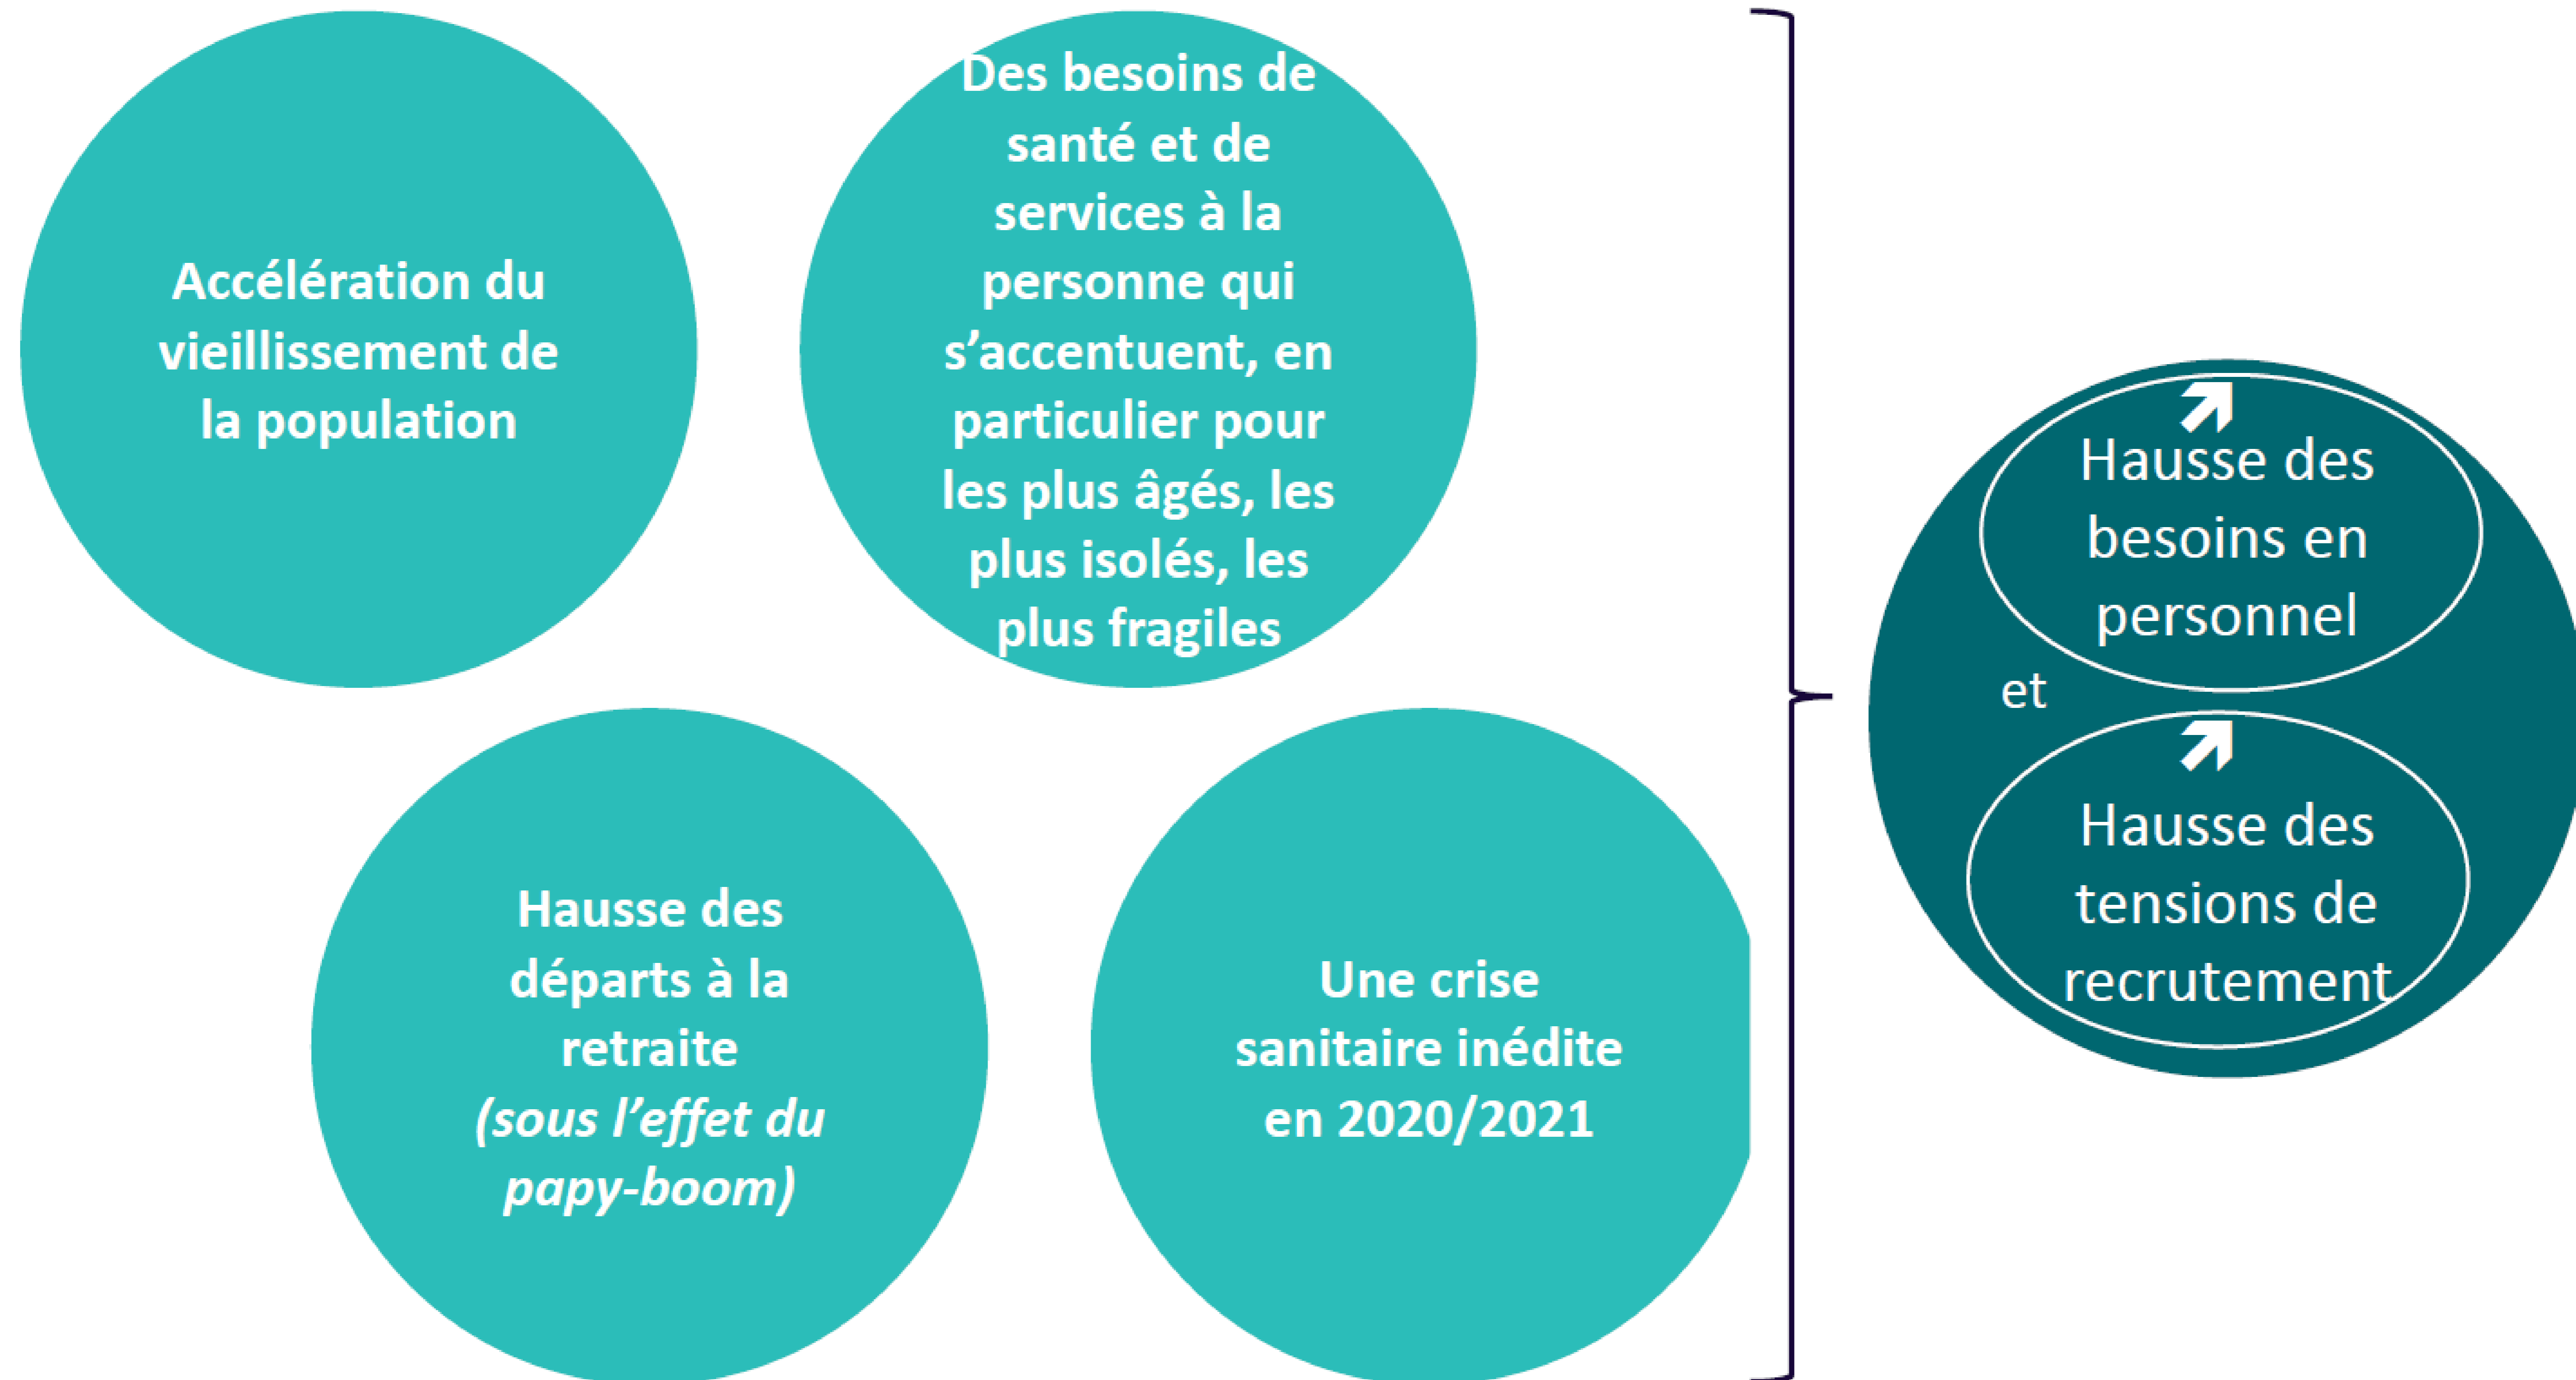 Accélération du
vieillissement de
la population
Des besoins de
santé et de
services à la
personne qui
s’accentuent, en
particulier pour
les plus âgés, les
plus isolés, les
plus fragiles
Hausse des
départs à la
retraite
(sous l’effet du
papy-boom)
Une crise
sanitaire inédite
en 2020/2021
Hausse des
besoins en
personnel
et
Hausse des
tensions de
recrutement